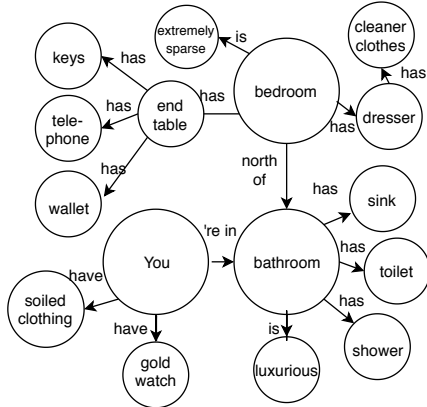 extremely
sparse
is
cleaner
clothes
keys
has
has
bedroom
has
tele-
phone
has
end
table
has
dresser
has
wallet
north
of
has
sink
're in
You
bathroom
has
toilet
have
soiled
clothing
has
is
have
shower
gold
watch
luxurious